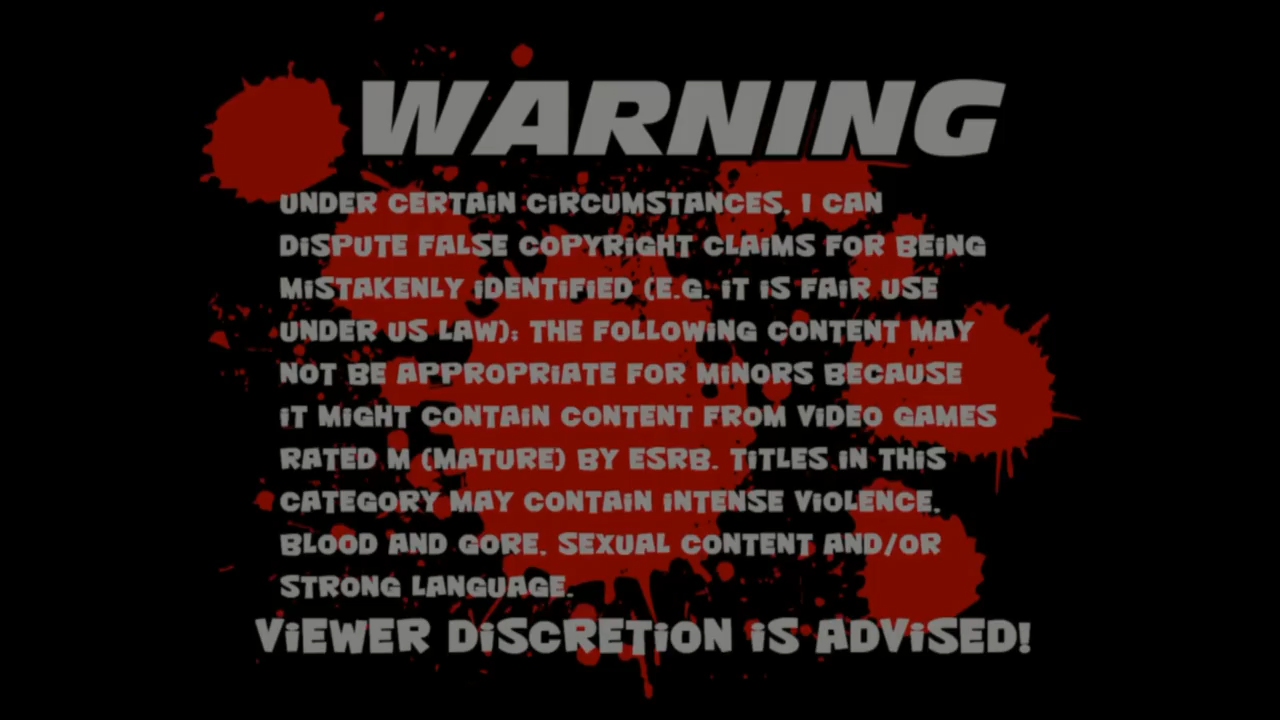 WARNING
UNDER CERTAIN CIRCUMSTANCES, I CAN
DISPUTE FALSE COPYRIGHT CLAIMS FOR BEING
MISTAKENLY IDENTIFIED (E.G. IT IS FAIR USE
UNDER US LAW); THE FOLLOWING CONTENT MAY
NOT BE APPROPRIATE FOR MINORS BECAUSE
IT MIGHT CONTAIN CONTENT FROM VIDEO GAMES
RATED M (MATURE) BY ESRB. TITLES IN THIS
CATEGORY MAY CONTAIN INTENSE VIOLENCE,
BLOOD AND GORE, SEXUAL CONTENT AND/OR
STRONG LANGUAGE.
VIEWER DISCRETION IS ADVISED!